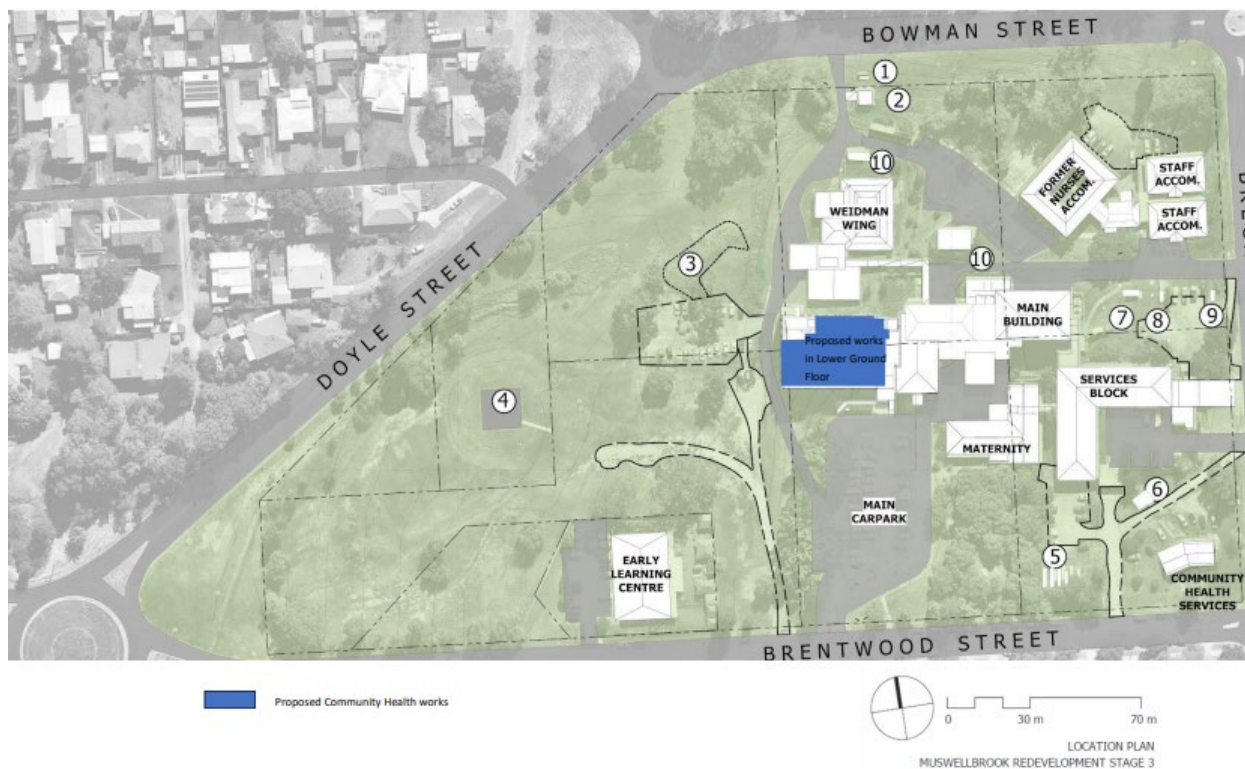 BOWMAN STREET
1
2
10
FORMER
NURSES
ACCOM.
STAFF
ACCOM.
STAFF
ACCOM.
WEIDMAN
WING
3
10
DOYLE STREET
MAIN
BUILDING
7
8
9
Proposed works
in Lower Ground
Floor
SERVICES
BLOCK
4
MATERNITY
6
MAIN
CARPARK
5
EARLY
LEARNING
CENTRE
COMMUNITY
HEALTH
SERVICES
BRENTWOOD STREET
Proposed Community Health works
0
30 m
70 m
LOCATION PLAN
MUSWELLBROOK REDEVELOPMENT STAGE 3